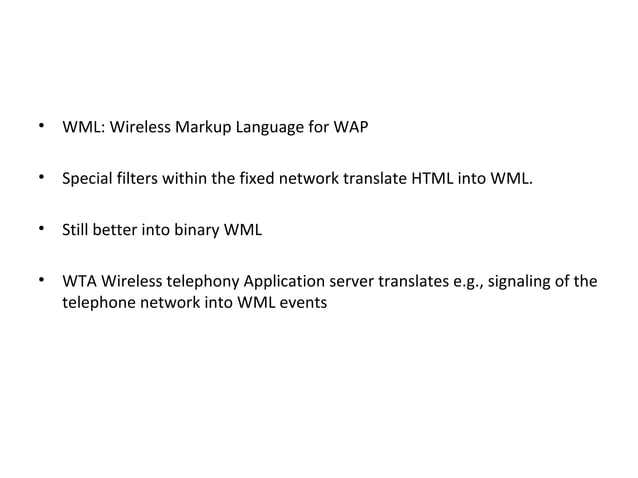 • WML: Wireless Markup Language for WAP
• Special filters within the fixed network translate HTML into WML.
• Still better into binary WML
• WTA Wireless telephony Application server translates e.g., signaling of the
telephone network into WML events